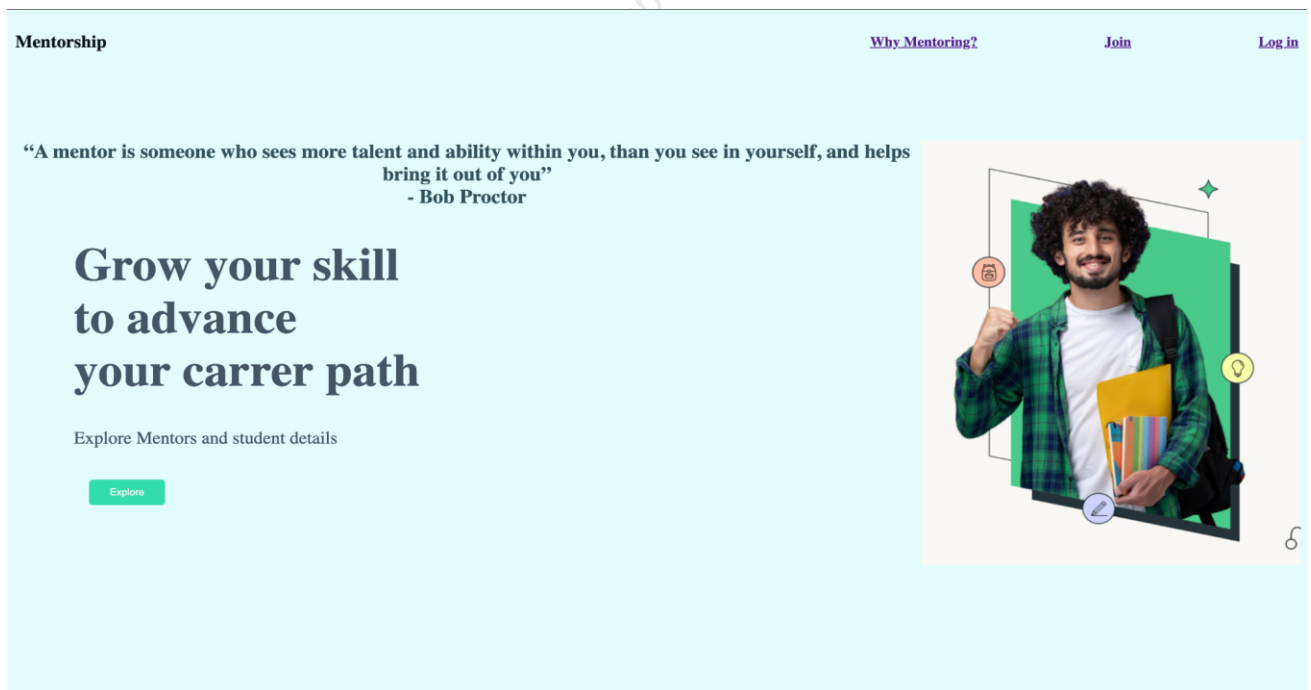 Mentorship
Why Mentoring?
Join
Log in
“A mentor is someone who sees more talent and ability within you, than you see in yourself, and helps
bring it out of you”
- Bob Proctor
Grow your skill
to advance
your carrer path
Explore Mentors and student details
Explore